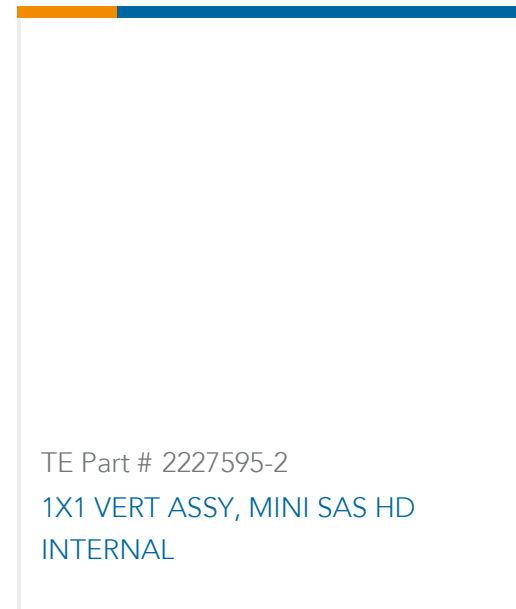 TE Part # 2227595-2
1X1 VERT ASSY, MINI SAS HD
INTERNAL